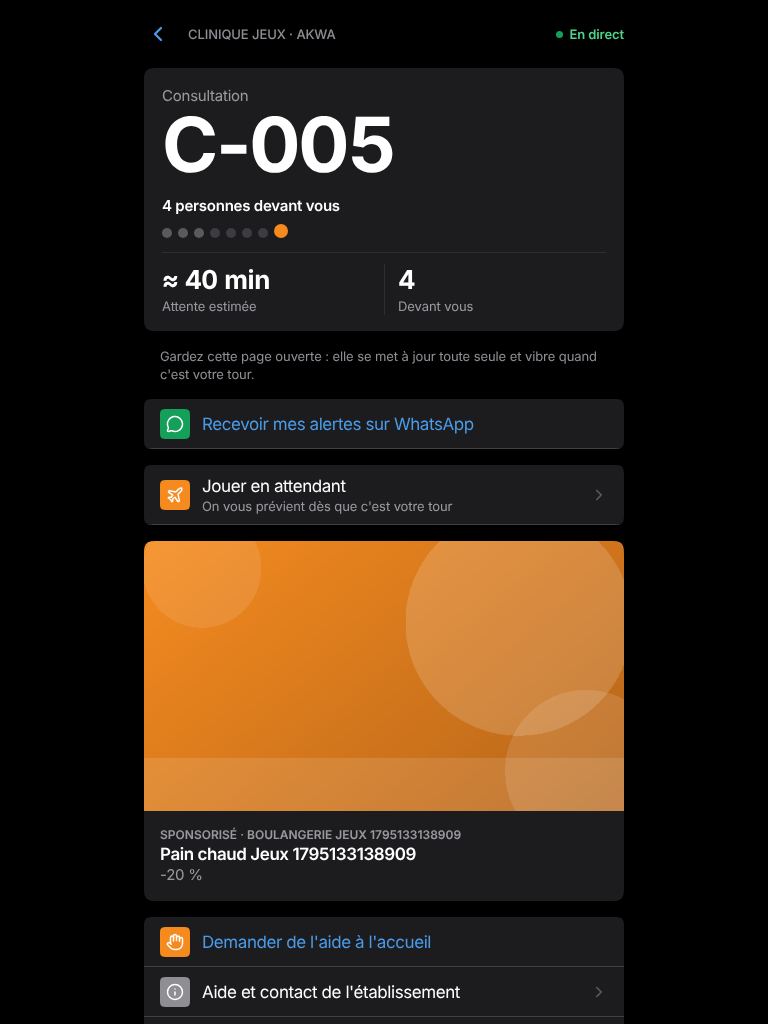 CLINIQUE JEUX · AKWA
En direct
Consultation
C-005
4 personnes devant vous
≈ 40 min
Attente estimée
4
Devant vous
Gardez cette page ouverte : elle se met à jour toute seule et vibre quand
c'est votre tour.
Recevoir mes alertes sur WhatsApp
Jouer en attendant
On vous prévient dès que c'est votre tour
SPONSORISÉ · BOULANGERIE JEUX 1795133138909
Pain chaud Jeux 1795133138909
-20 %
Demander de l'aide à l'accueil
Aide et contact de l'établissement